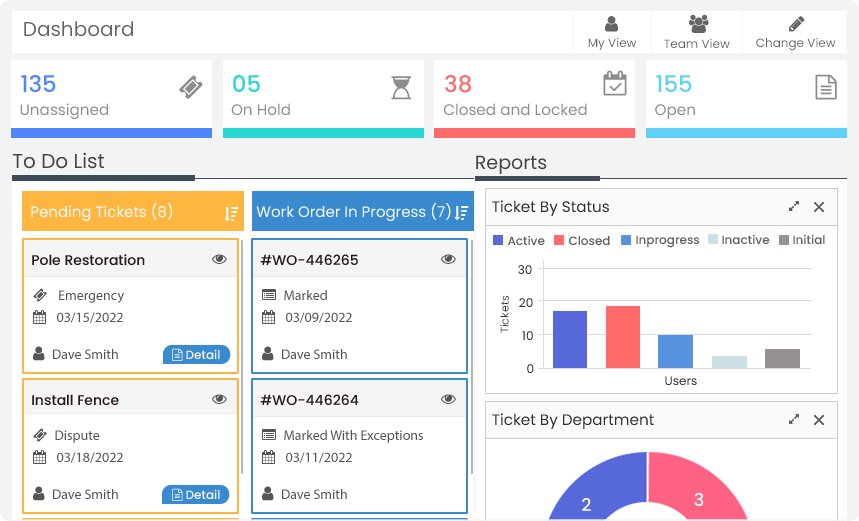 Dashboard
My View
Team View
Change View
135
Unassigned
05
On Hold
38
Closed and Locked
155
Open
To Do List
Pending Tickets (8)
Pole Restoration
Emergency
03/15/2022
Dave Smith
Detail
Install Fence
Dispute
03/18/2022
Dave Smith
Detail
Work Order In Progress (7)
#WO-446265
Marked
03/09/2022
Dave Smith
#WO-446264
Marked With Exceptions
03/11/2022
Dave Smith
Reports
Ticket By Status
Active Closed Inprogress Inactive Initial
30
20
10
0
Tickets
Users
Ticket By Department
2
3